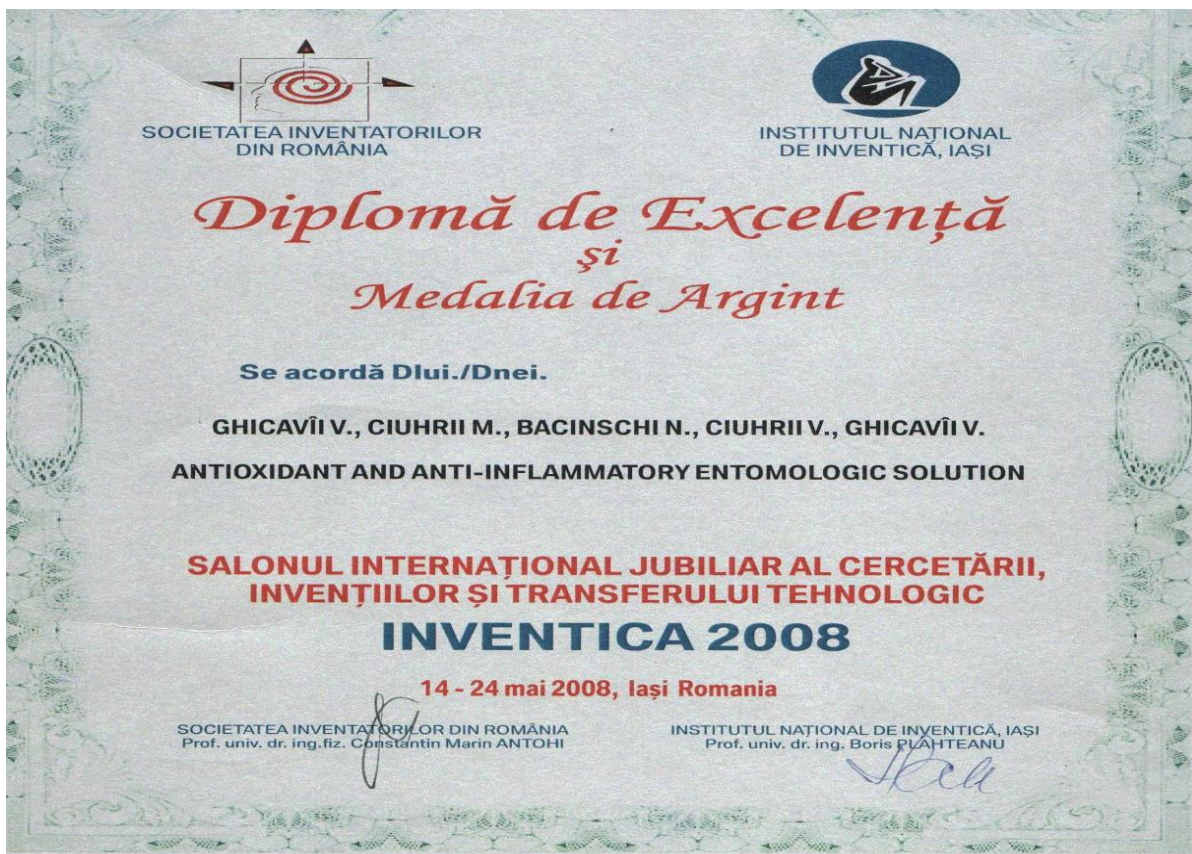 SOCIETATEA INVENTATORILOR
DIN ROMÂNIA
INSTITUTUL NAȚIONAL
DE INVENTICĂ, IAȘI
Diplomă de Excelență
și
Medalia de Argint
Se acordă Dlui./Dnei.
GHICAVÎI V., CIUHRII M., BACINSCHI N., CIUHRII V., GHICAVÎI V.
ANTIOXIDANT AND ANTI-INFLAMMATORY ENTOMOLOGIC SOLUTION
SALONUL INTERNAȚIONAL JUBILIAR AL CERCETĂRII,
INVENȚIILOR ȘI TRANSFERULUI TEHNOLOGIC
INVENTICA 2008
14 - 24 mai 2008, Iași Romania
SOCIETATEA INVENTATORILOR DIN ROMÂNIA
Prof. univ. dr. ing.fiz. Constantin Marin ANTOHI
INSTITUTUL NAȚIONAL DE INVENTICĂ, IAȘI
Prof. univ. dr. ing. Boris PLĂHTEANU